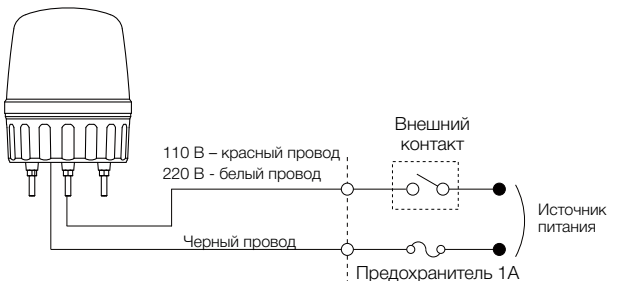 Внешний
контакт
110 В – красный провод
220 В - белый провод
Источник
питания
Черный провод
Предохранитель 1А